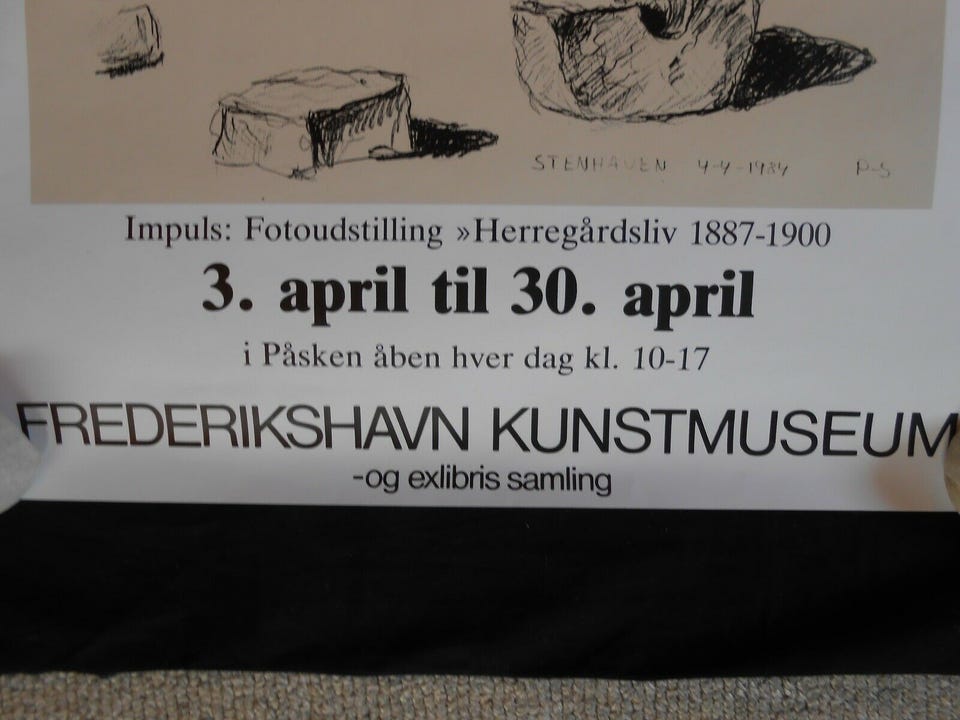 STENHAVEN 4-4-1984 P-S
Impuls: Fotoudstilling »Herregårdsliv 1887-1900
3. april til 30. april
i Påsken åben hver dag kl. 10-17
FREDERIKSHAVN KUNSTMUSEUM
-og exlibris samling